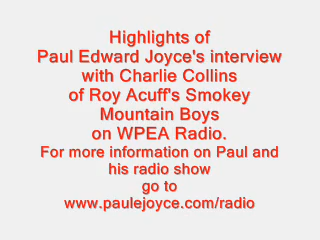 Highlights of
Paul Edward Joyce's interview
with Charlie Collins
of Roy Acuff's Smokey
Mountain Boys
on WPEA Radio.
For more information on Paul and
his radio show
go to
www.paulejoyce.com/radio